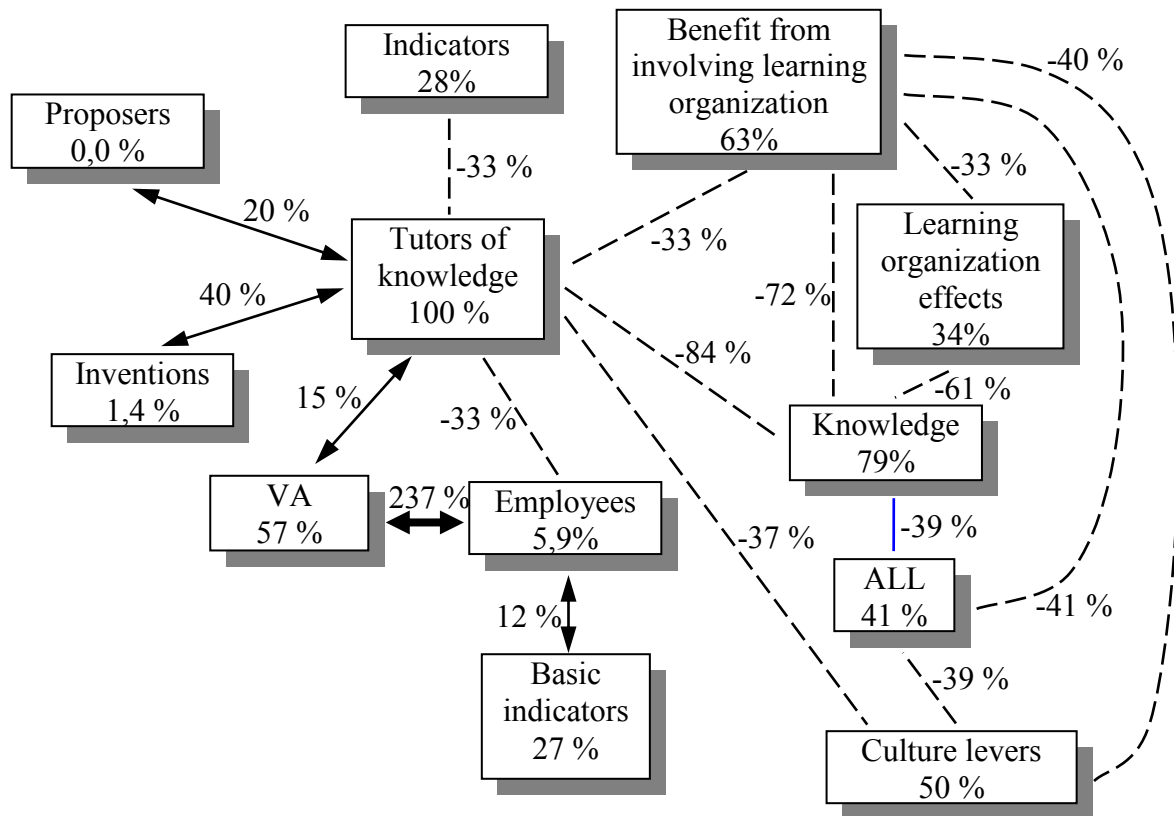 Indicators
28%
Benefit from
involving learning
organization
63%
-40 %
Proposers
0,0 %
-33 %
-33 %
20 %
Tutors of
knowledge
100 %
-33 %
Learning
organization
effects
34%
40 %
-72 %
Inventions
1,4 %
15 %
-84 %
-61 %
-33 %
Knowledge
79%
VA
57 %
237 %
Employees
5,9%
-37 %
-39 %
ALL
41 %
-41 %
12 %
Basic
indicators
27 %
-39 %
Culture levers
50 %